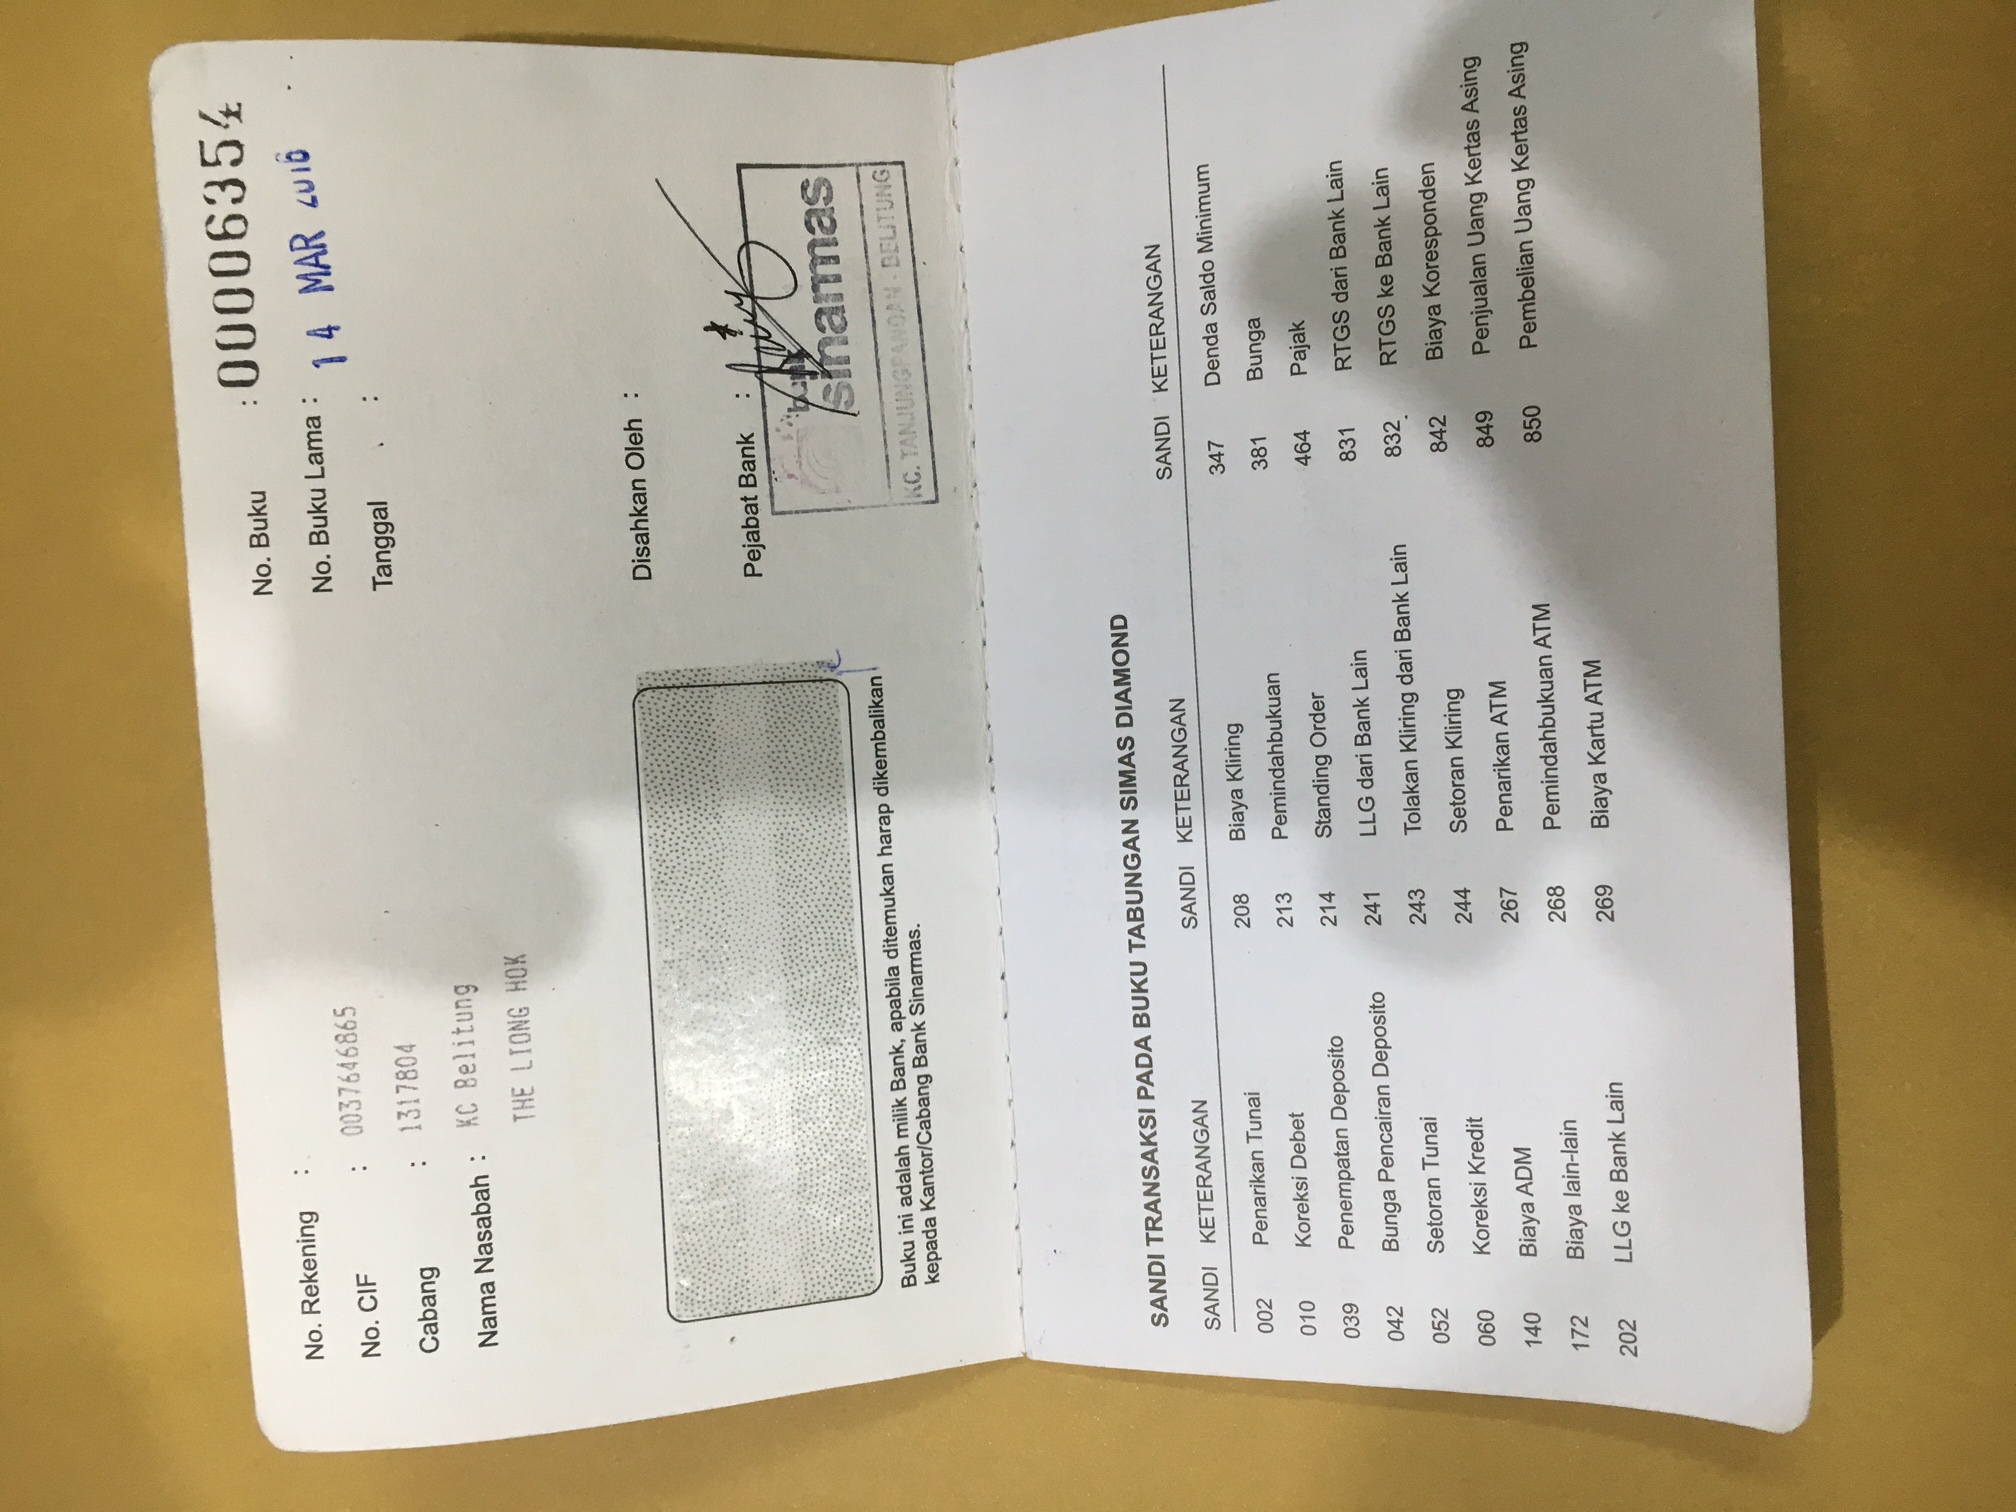 No. Buku : 00006354
No. Rekening :
No. Buku Lama : 14 MAR 2016
No. CIF : 0037646865
Tanggal :
Cabang : 1317804
Nama Nasabah : KC Belitung
THE LIONG HOK
Disahkan Oleh :
Pejabat Bank :
bank
sinarmas
KC. TANJUNGPANDAN - BELITUNG
Buku ini adalah milik Bank, apabila ditemukan harap dikembalikan
kepada Kantor/Cabang Bank Sinarmas.
SANDI TRANSAKSI PADA BUKU TABUNGAN SIMAS DIAMOND
SANDI KETERANGAN SANDI KETERANGAN SANDI KETERANGAN
002 Penarikan Tunai 208 Biaya Kliring 347 Denda Saldo Minimum
010 Koreksi Debet 213 Pemindahbukuan 381 Bunga
039 Penempatan Deposito 214 Standing Order 464 Pajak
042 Bunga Pencairan Deposito 241 LLG dari Bank Lain 831 RTGS dari Bank Lain
052 Setoran Tunai 243 Tolakan Kliring dari Bank Lain 832 RTGS ke Bank Lain
060 Koreksi Kredit 244 Setoran Kliring 842 Biaya Koresponden
140 Biaya ADM 267 Penarikan ATM 849 Penjualan Uang Kertas Asing
172 Biaya lain-lain 268 Pemindahbukuan ATM 850 Pembelian Uang Kertas Asing
202 LLG ke Bank Lain 269 Biaya Kartu ATM